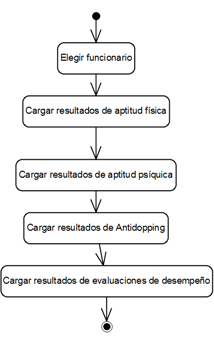 Elegir funcionario
Cargar resultados de aptitud física
Cargar resultados de aptitud psíquica
Cargar resultados de Antidopping
Cargar resultados de evaluaciones de desempeño